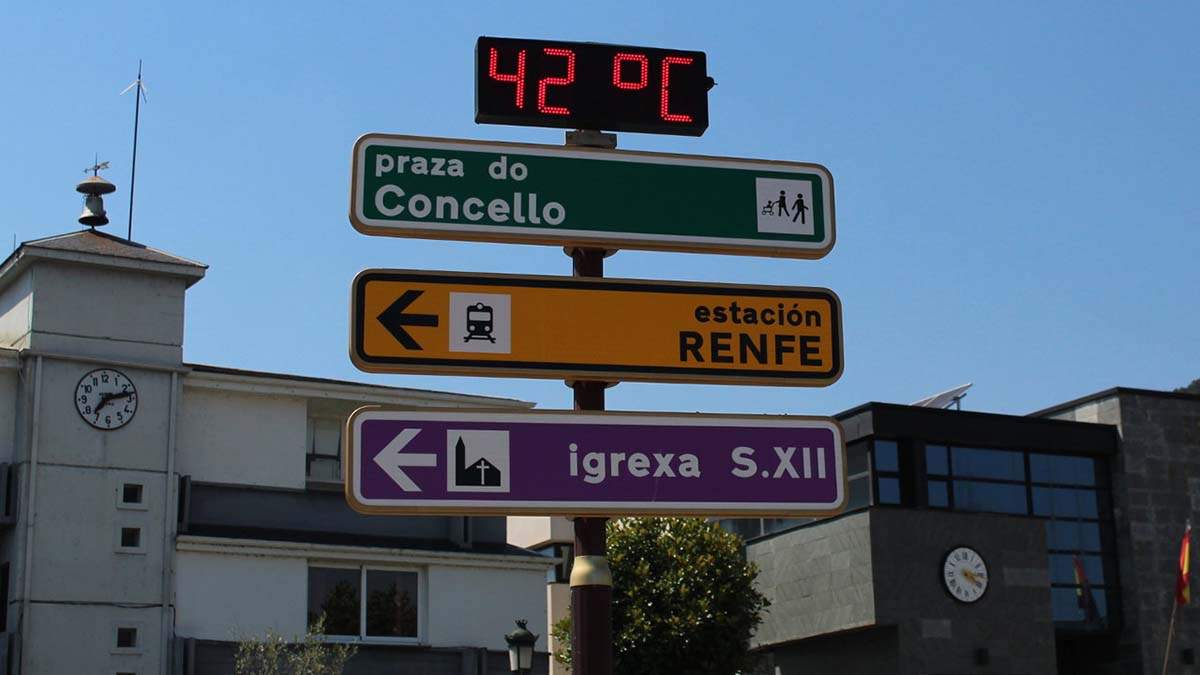 42 ºC
praza do
Concello
estación
RENFE
igrexa S.XII